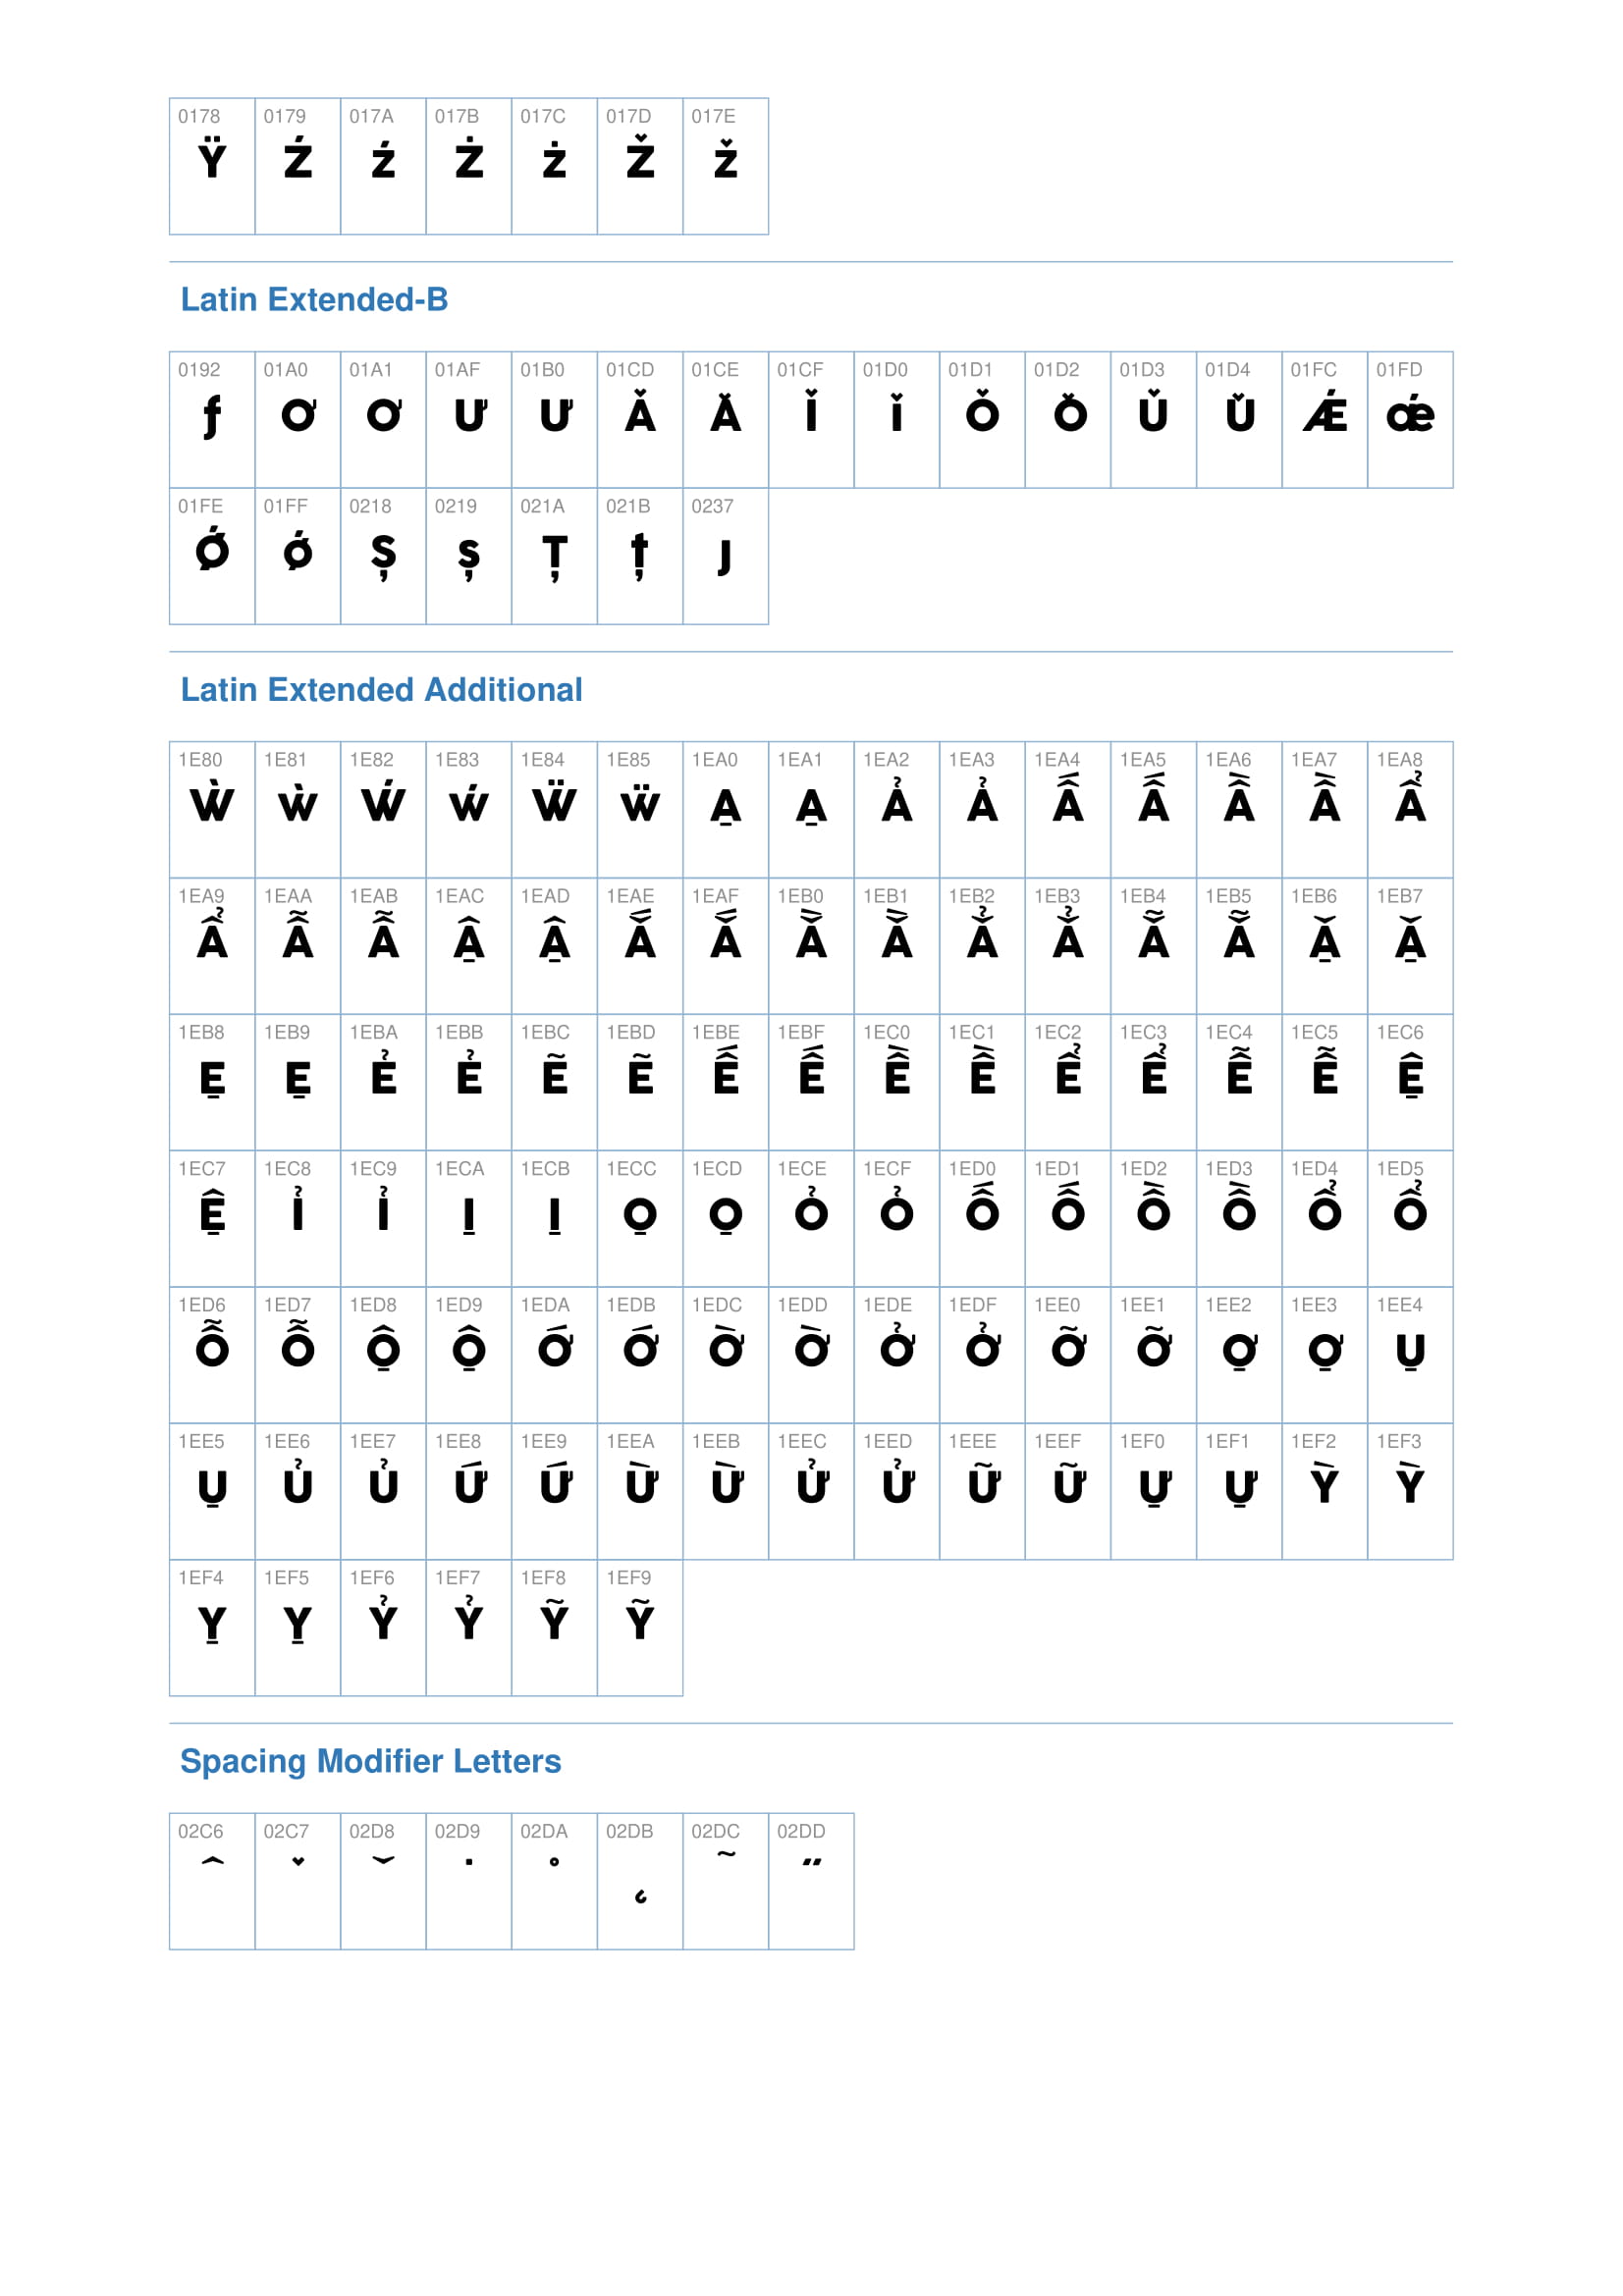 0178 0179 017A 017B 017C 017D 017E
Ÿ Ź ź Ż ż Ž ž
Latin Extended-B
0192 01A0 01A1 01AF 01B0 01CD 01CE 01CF 01D0 01D1 01D2 01D3 01D4 01FC 01FD
ƒ Ơ Ơ Ư Ư Ǎ Ǎ Ǐ ǐ Ǒ Ǒ Ǔ Ǔ Ǽ ǽ
01FE 01FF 0218 0219 021A 021B 0237
Ǿ ǿ Ș ș Ț ț ȷ
Latin Extended Additional
1E80 1E81 1E82 1E83 1E84 1E85 1EA0 1EA1 1EA2 1EA3 1EA4 1EA5 1EA6 1EA7 1EA8
Ẁ ẁ Ẃ ẃ Ẅ ẅ Ạ Ạ Ả Ả Ấ Ấ Ầ Ầ Ẩ
1EA9 1EAA 1EAB 1EAC 1EAD 1EAE 1EAF 1EB0 1EB1 1EB2 1EB3 1EB4 1EB5 1EB6 1EB7
Ẩ Ẫ Ẫ Ậ Ậ Ắ Ắ Ằ Ằ Ẳ Ẳ Ẵ Ẵ Ặ Ặ
1EB8 1EB9 1EBA 1EBB 1EBC 1EBD 1EBE 1EBF 1EC0 1EC1 1EC2 1EC3 1EC4 1EC5 1EC6
Ẹ Ẹ Ẻ Ẻ Ẽ Ẽ Ế Ế Ề Ề Ể Ể Ễ Ễ Ệ
1EC7 1EC8 1EC9 1ECA 1ECB 1ECC 1ECD 1ECE 1ECF 1ED0 1ED1 1ED2 1ED3 1ED4 1ED5
Ệ Ỉ Ỉ Ị Ị Ọ Ọ Ỏ Ỏ Ố Ố Ồ Ồ Ổ Ổ
1ED6 1ED7 1ED8 1ED9 1EDA 1EDB 1EDC 1EDD 1EDE 1EDF 1EE0 1EE1 1EE2 1EE3 1EE4
Ỗ Ỗ Ộ Ộ Ớ Ớ Ờ Ờ Ở Ở Ỡ Ỡ Ợ Ợ Ụ
1EE5 1EE6 1EE7 1EE8 1EE9 1EEA 1EEB 1EEC 1EED 1EEE 1EEF 1EF0 1EF1 1EF2 1EF3
Ụ Ủ Ủ Ứ Ứ Ừ Ừ Ử Ử Ữ Ữ Ự Ự Ỳ Ỳ
1EF4 1EF5 1EF6 1EF7 1EF8 1EF9
Ỵ Ỵ Ỷ Ỷ Ỹ Ỹ
Spacing Modifier Letters
02C6 02C7 02D8 02D9 02DA 02DB 02DC 02DD
ˆ ˇ ˘ ˙ ˚ ˛ ˜ ˝